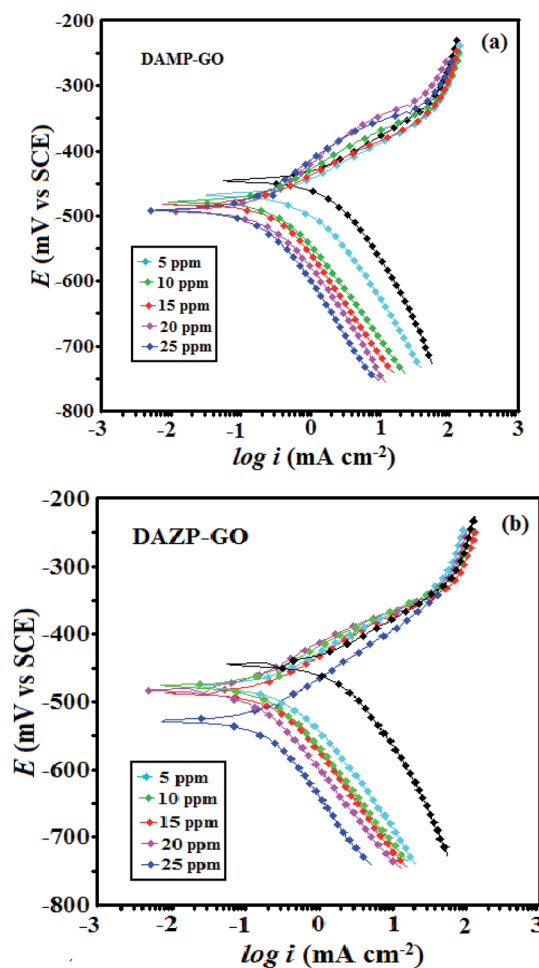 -200
(a)
DAMP-GO
-300
-400
-500
-600
-700
-800
E (mV vs SCE)
5 ppm
10 ppm
15 ppm
20 ppm
25 ppm
-3 -2 -1 0 1 2 3
log i (mA cm-2)
-200
(b)
DAZP-GO
-300
-400
-500
-600
-700
-800
E (mV vs SCE)
5 ppm
10 ppm
15 ppm
20 ppm
25 ppm
-3 -2 -1 0 1 2 3
log i (mA cm-2)